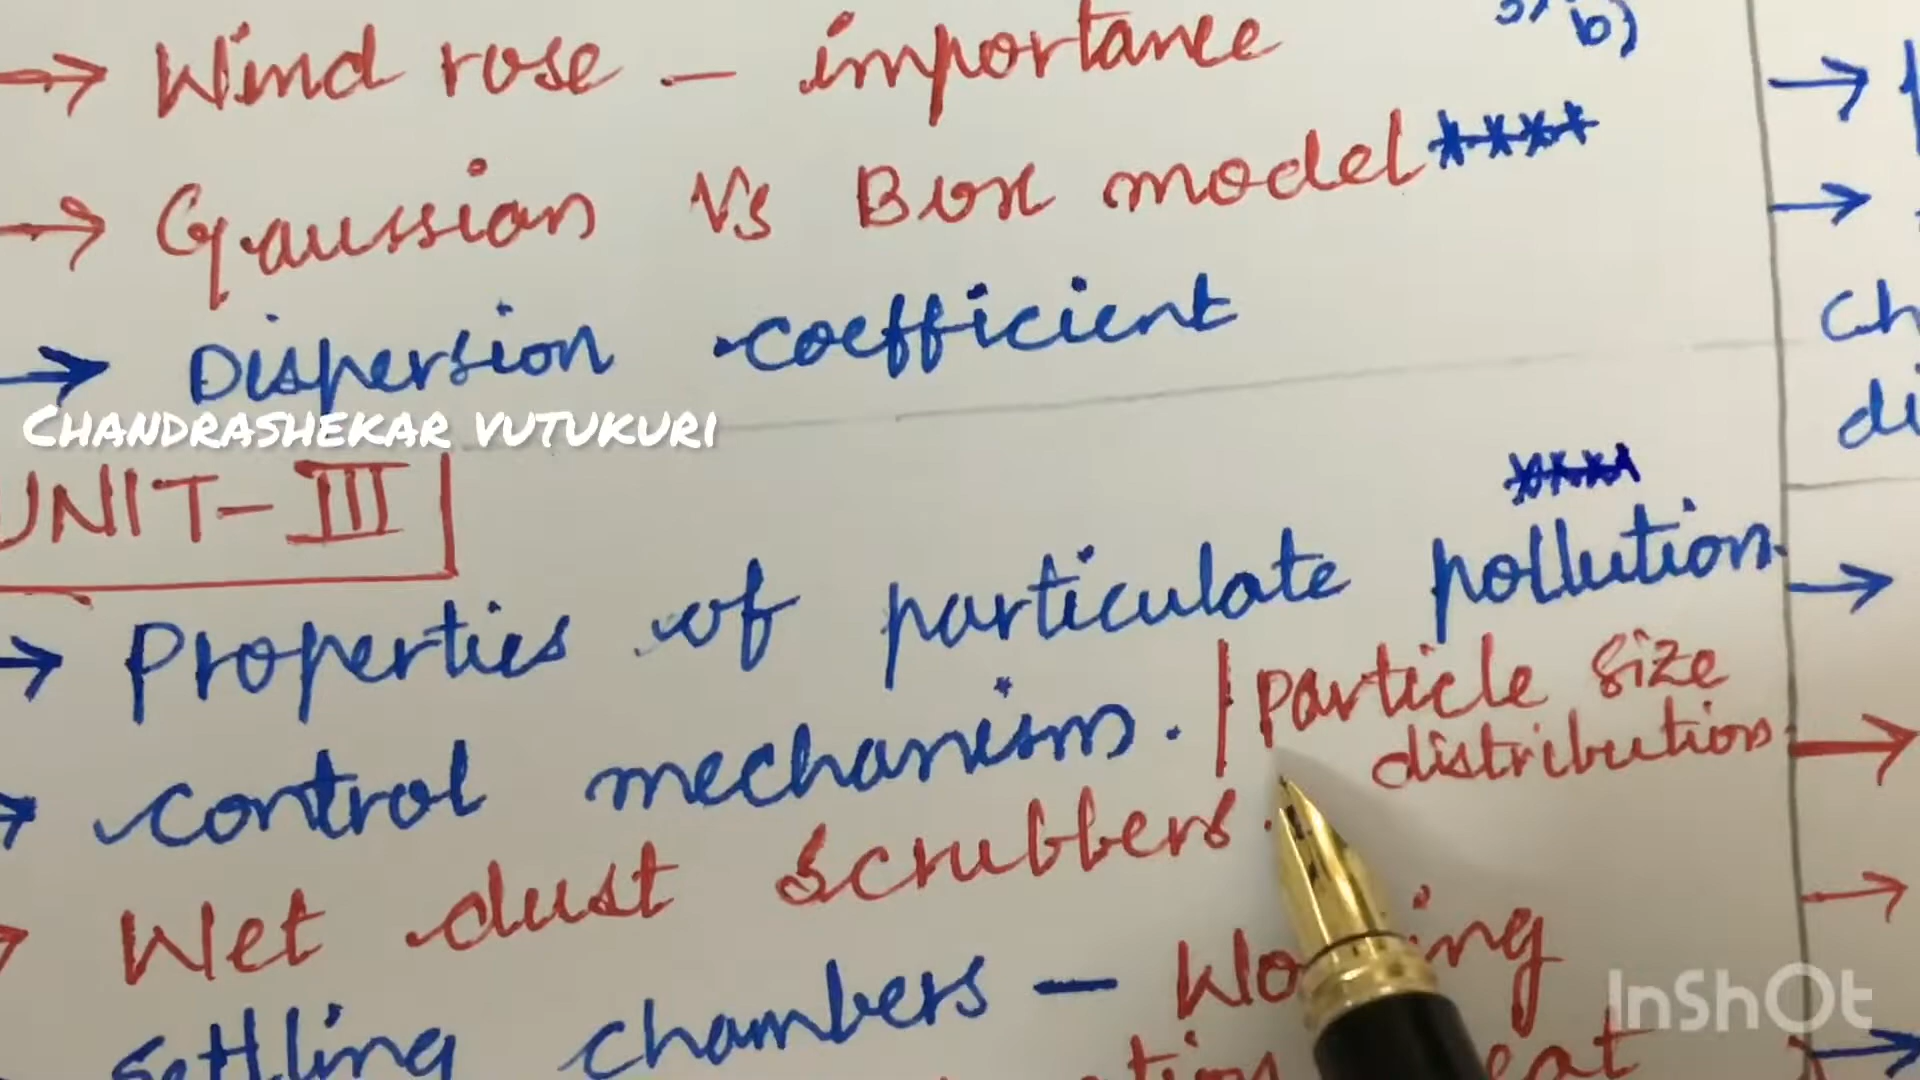 → Wind rose – importance
→ Gaussian Vs Box model ****
→ Dispersion coefficient
CHANDRASHEKAR VUTUKURI
UNIT-III
****
→ Properties of particulate pollution.
→ control mechanism. | Particle size
distribution
→ Wet dust scrubbers.
settling chambers –
InShOt
b)